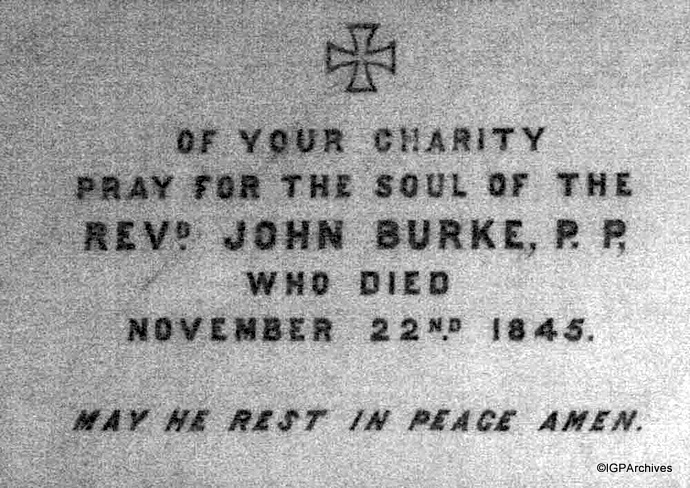 OF YOUR CHARITY
PRAY FOR THE SOUL OF THE
REVD. JOHN BURKE, P. P,
WHO DIED
NOVEMBER 22N.D 1845.
MAY HE REST IN PEACE AMEN.
©IGPArchives